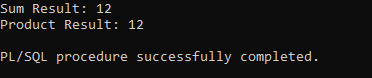 Sum Result: 12
Product Result: 12
PL/SQL procedure successfully completed.